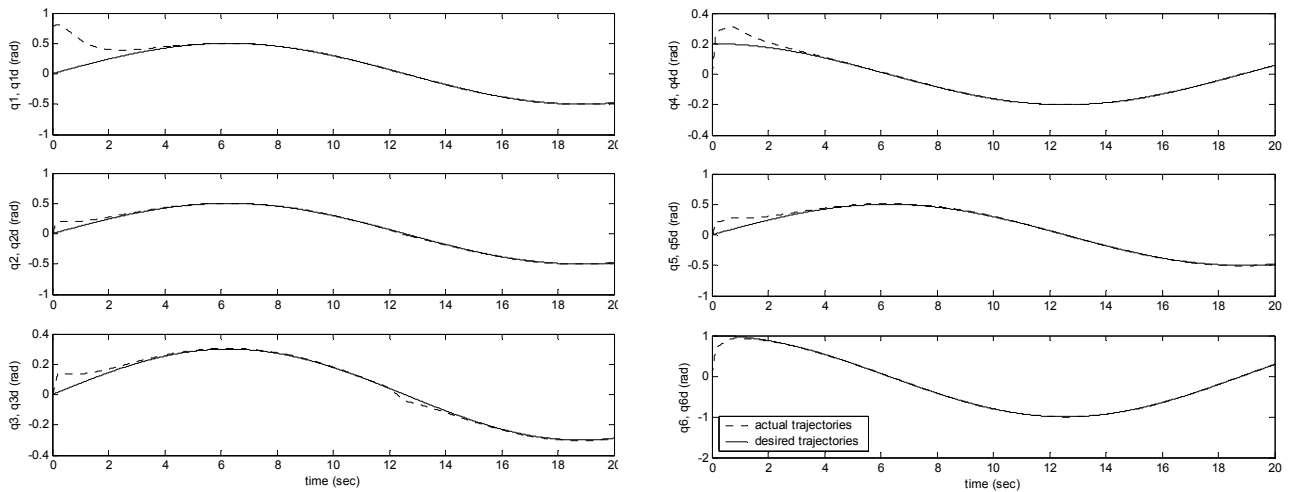 1
0.5
0
-0.5
-1
q1, q1d (rad)
0 2 4 6 8 10 12 14 16 18 20
1
0.5
0
-0.5
-1
q2, q2d (rad)
0 2 4 6 8 10 12 14 16 18 20
0.4
0.2
0
-0.2
-0.4
q3, q3d (rad)
0 2 4 6 8 10 12 14 16 18 20
time (sec)
0.4
0.2
0
-0.2
-0.4
q4, q4d (rad)
0 2 4 6 8 10 12 14 16 18 20
1
0.5
0
-0.5
-1
q5, q5d (rad)
0 2 4 6 8 10 12 14 16 18 20
1
0
-1
-2
q6, q6d (rad)
actual trajectories
desired trajectories
0 2 4 6 8 10 12 14 16 18 20
time (sec)